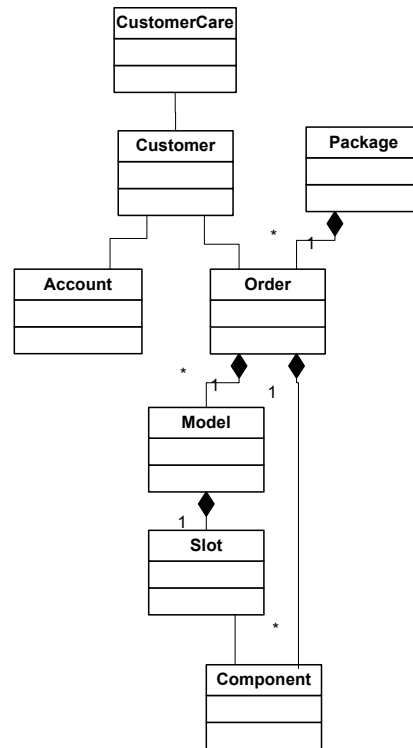 CustomerCare
Customer
Package
*
1
Account
Order
*
1
1
Model
1
Slot
*
Component